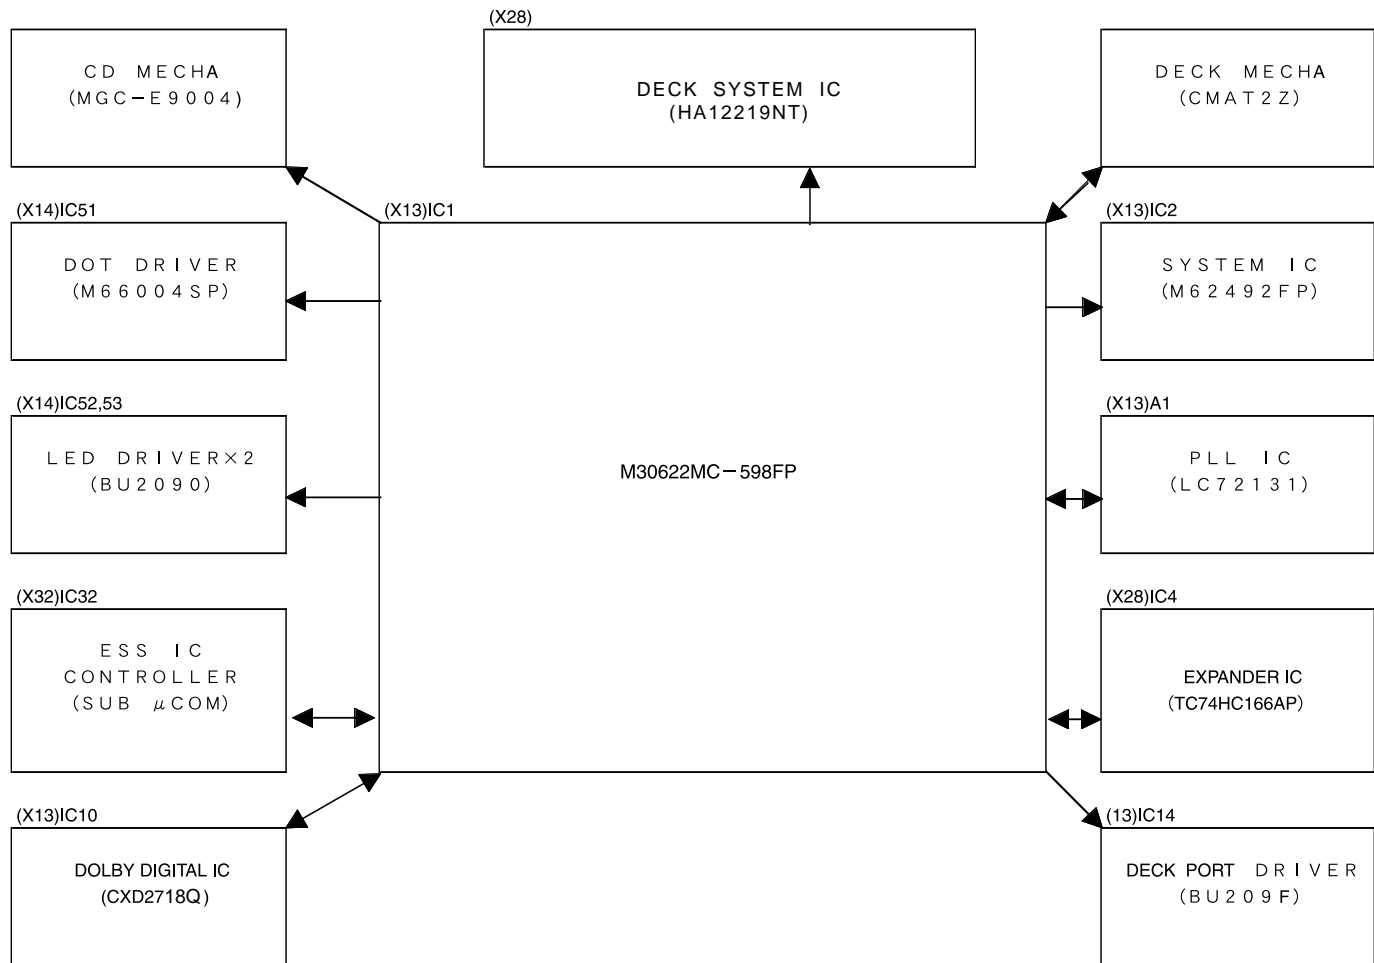 (X28)
CD MECHA
(MGC-E9004)
DECK SYSTEM IC
(HA12219NT)
DECK MECHA
(CMAT2Z)
(X14)IC51
(X13)IC1
(X13)IC2
DOT DRIVER
(M66004SP)
SYSTEM IC
(M62492FP)
(X14)IC52,53
(X13)A1
LED DRIVER×2
(BU2090)
M30622MC-598FP
PLL IC
(LC72131)
(X32)IC32
(X28)IC4
ESS IC
CONTROLLER
(SUB μCOM)
EXPANDER IC
(TC74HC166AP)
(X13)IC10
(13)IC14
DOLBY DIGITAL IC
(CXD2718Q)
DECK PORT DRIVER
(BU209F)